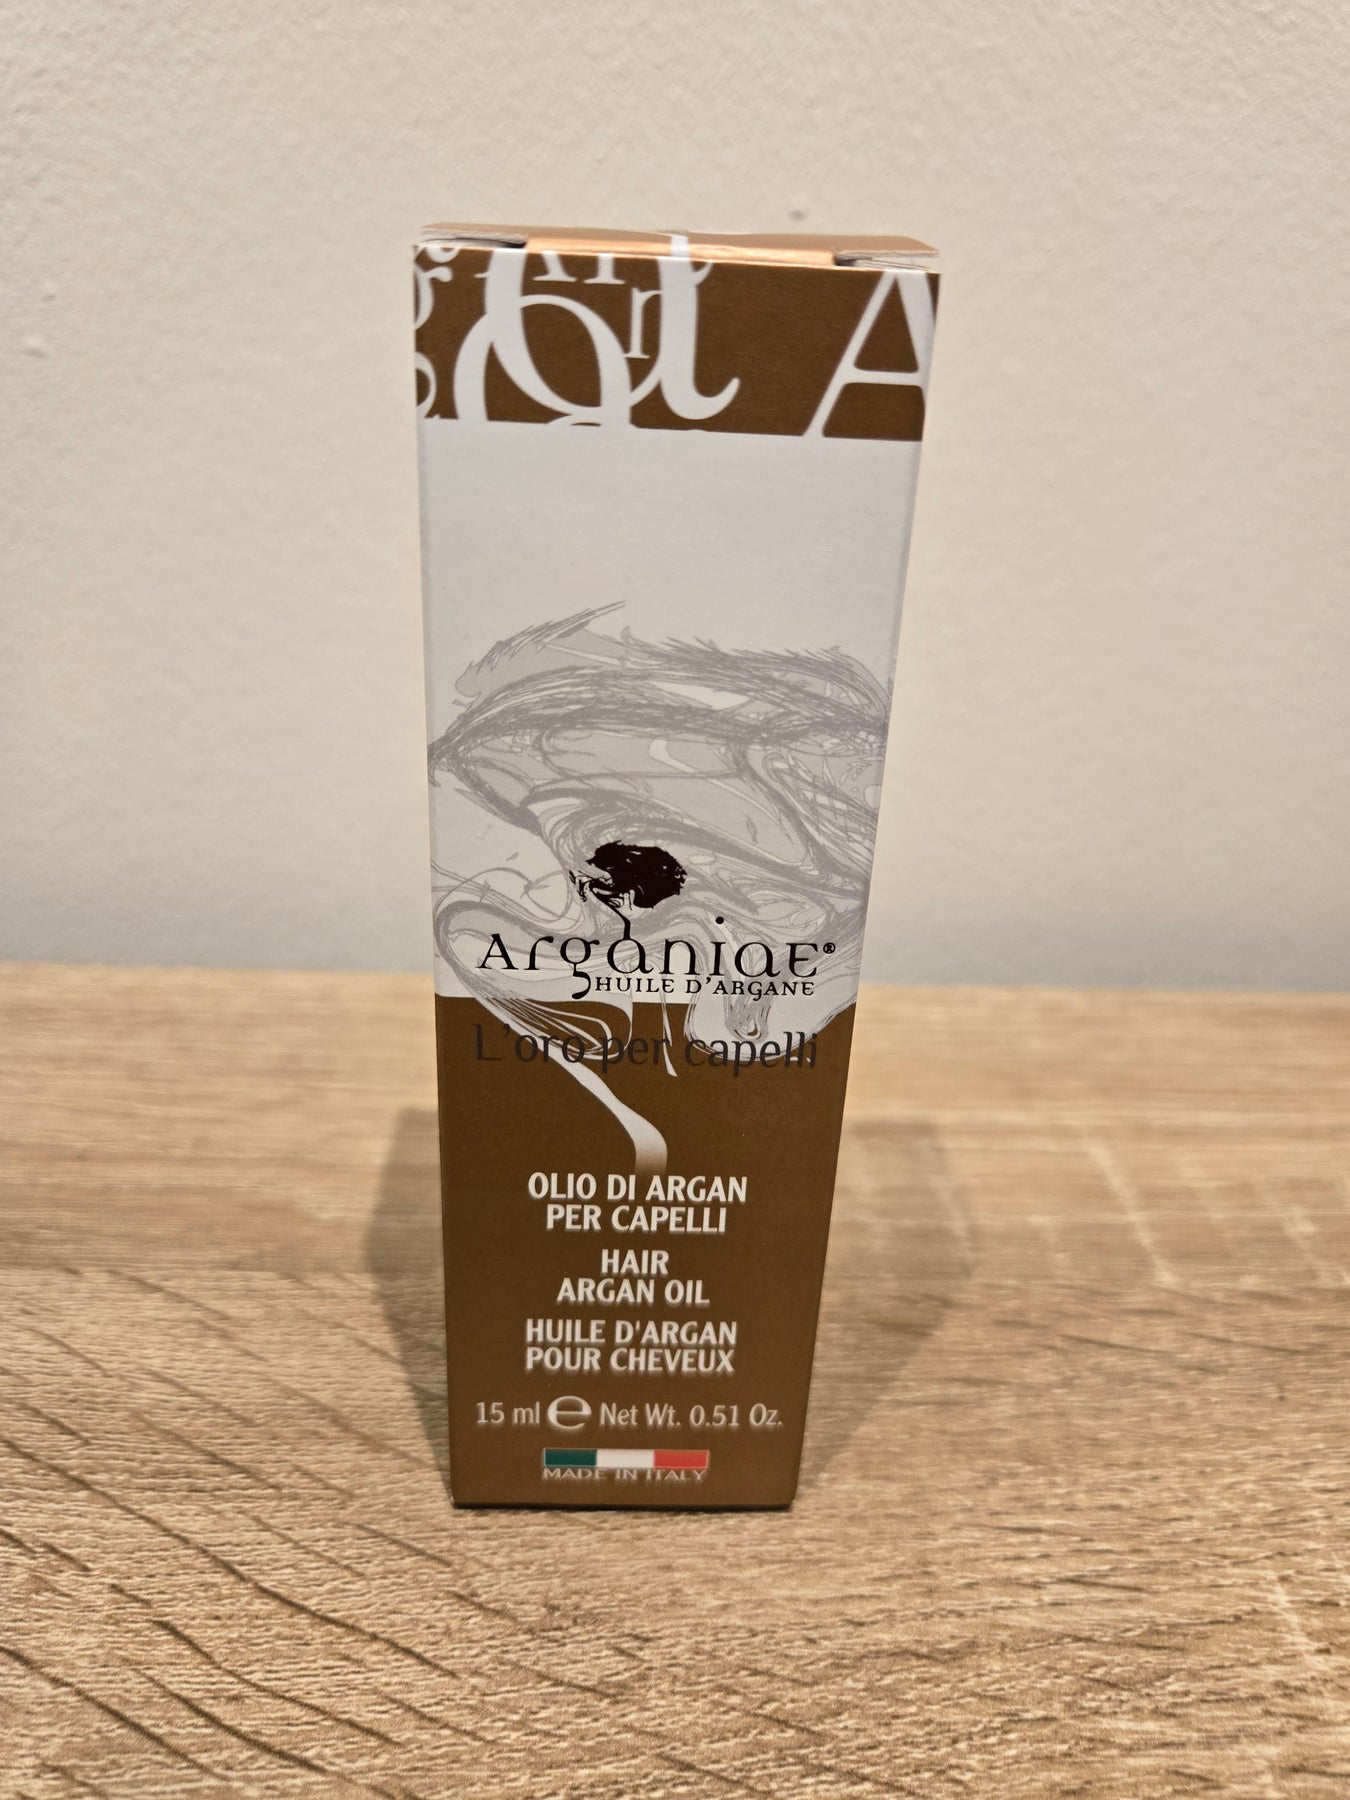 A
ArganiaE®
HUILE D'ARGANE
L'oro per capelli
OLIO DI ARGAN
PER CAPELLI
HAIR
ARGAN OIL
HUILE D'ARGAN
POUR CHEVEUX
15 ml ℮ Net Wt. 0.51 Oz.
MADE IN ITALY